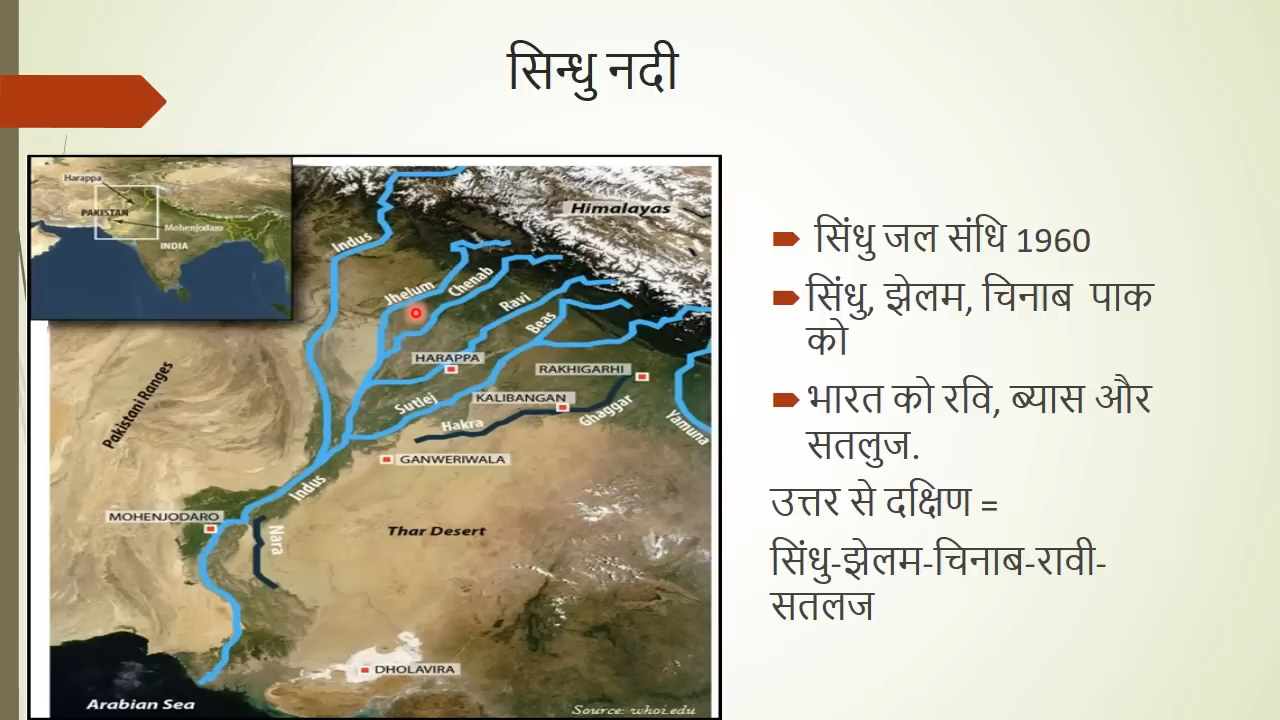 सिन्धु नदी
Harappa
PAKISTAN
Mohenjodaro
INDIA
Himalayas
Indus
Jhelum
Chenab
Ravi
Beas
HARAPPA
RAKHIGARHI
Pakistani Ranges
Sutlej
KALIBANGAN
Hakra
Ghaggar
Yamuna
GANWERIWALA
Indus
MOHENJODARO
Nara
Thar Desert
DHOLAVIRA
Arabian Sea
Source: whoi.edu
सिंधु जल संधि 1960
सिंधु, झेलम, चिनाब पाक
को
भारत को रवि, ब्यास और
सतलुज.
उत्तर से दक्षिण =
सिंधु-झेलम-चिनाब-रावी-
सतलज